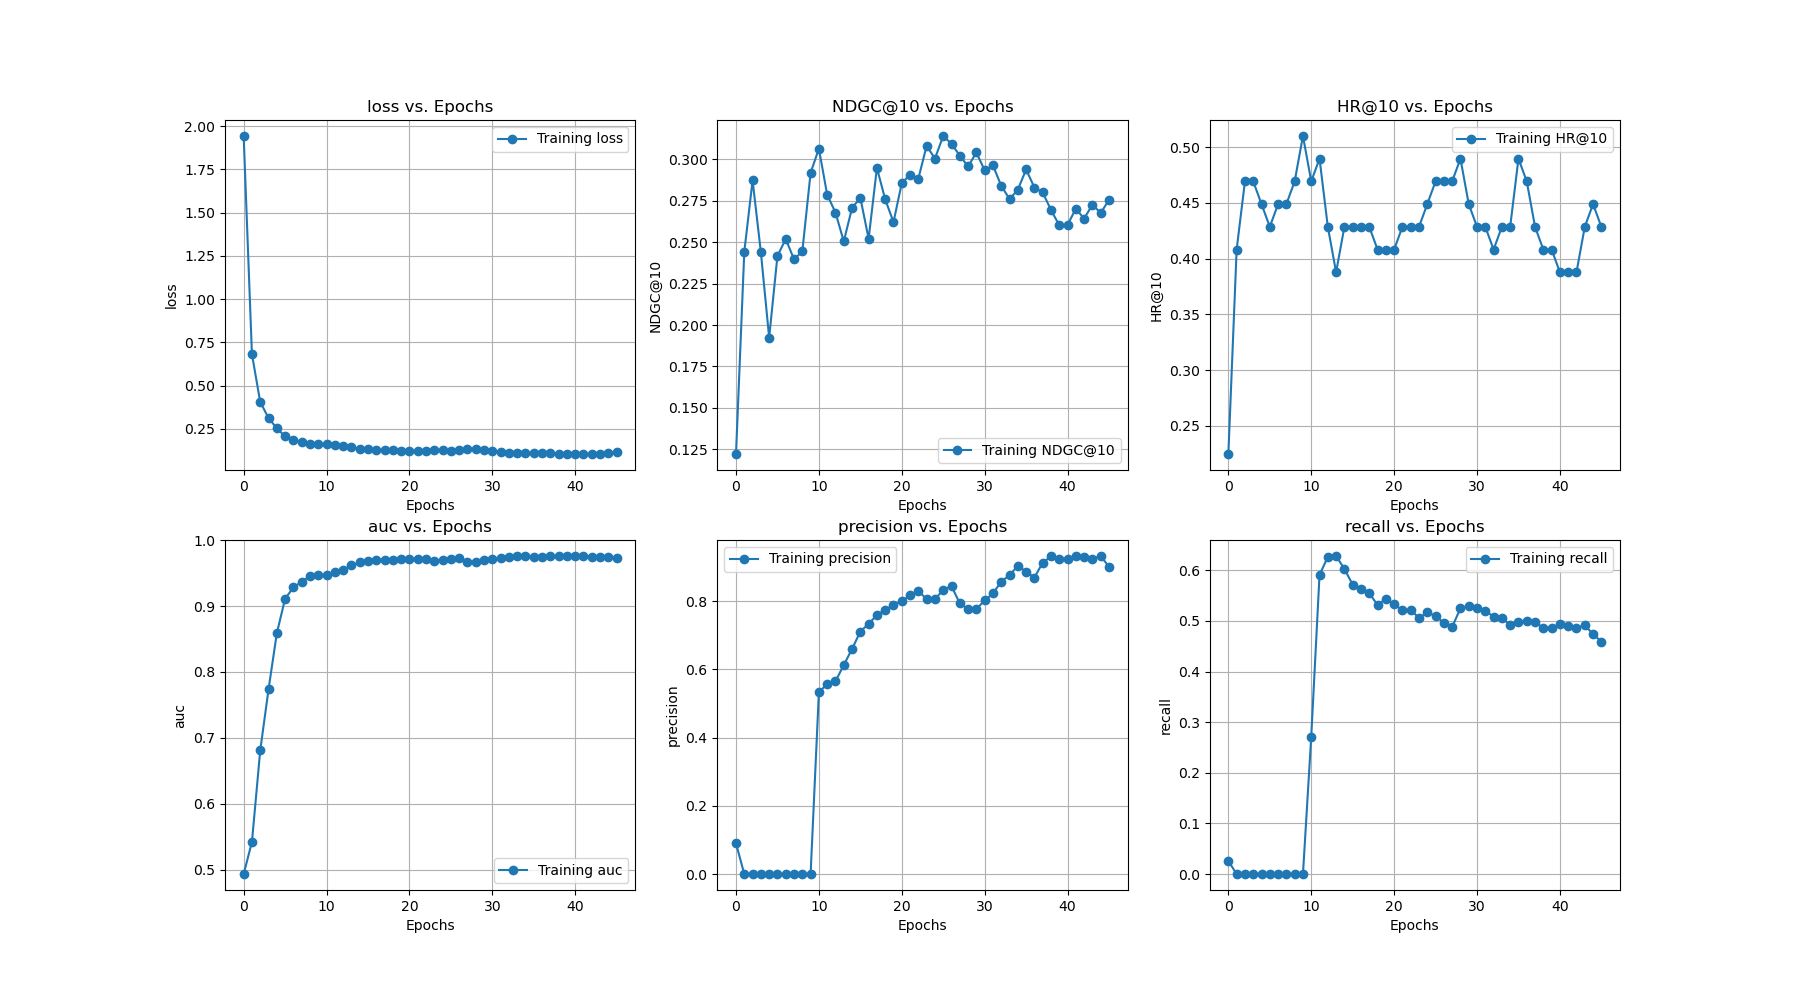 loss vs. Epochs
2.00
1.75
1.50
1.25
1.00
0.75
0.50
0.25
loss
Training loss
0
10
20
30
40
Epochs
NDGC@10 vs. Epochs
0.300
0.275
0.250
0.225
0.200
0.175
0.150
0.125
NDGC@10
Training NDGC@10
0
10
20
30
40
Epochs
HR@10 vs. Epochs
0.50
0.45
0.40
0.35
0.30
0.25
HR@10
Training HR@10
0
10
20
30
40
Epochs
auc vs. Epochs
1.0
0.9
0.8
0.7
0.6
0.5
auc
Training auc
0
10
20
30
40
Epochs
precision vs. Epochs
0.8
0.6
0.4
0.2
0.0
precision
Training precision
0
10
20
30
40
Epochs
recall vs. Epochs
0.6
0.5
0.4
0.3
0.2
0.1
0.0
recall
Training recall
0
10
20
30
40
Epochs